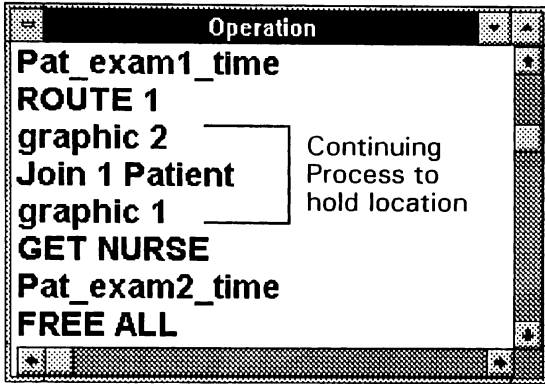 Operation
Pat_exam1_time
ROUTE 1
graphic 2
Join 1 Patient
graphic 1
GET NURSE
Pat_exam2_time
FREE ALL
Continuing
Process to
hold location